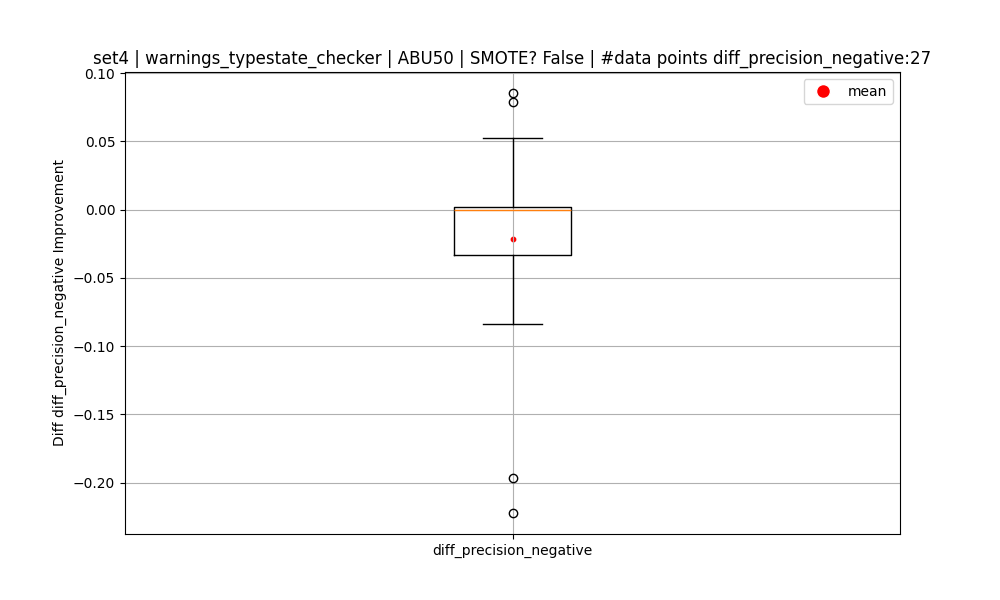 set4 | warnings_typestate_checker | ABU50 | SMOTE? False | #data points diff_precision_negative:27
mean
Diff diff_precision_negative Improvement
0.10
0.05
0.00
−0.05
−0.10
−0.15
−0.20
diff_precision_negative